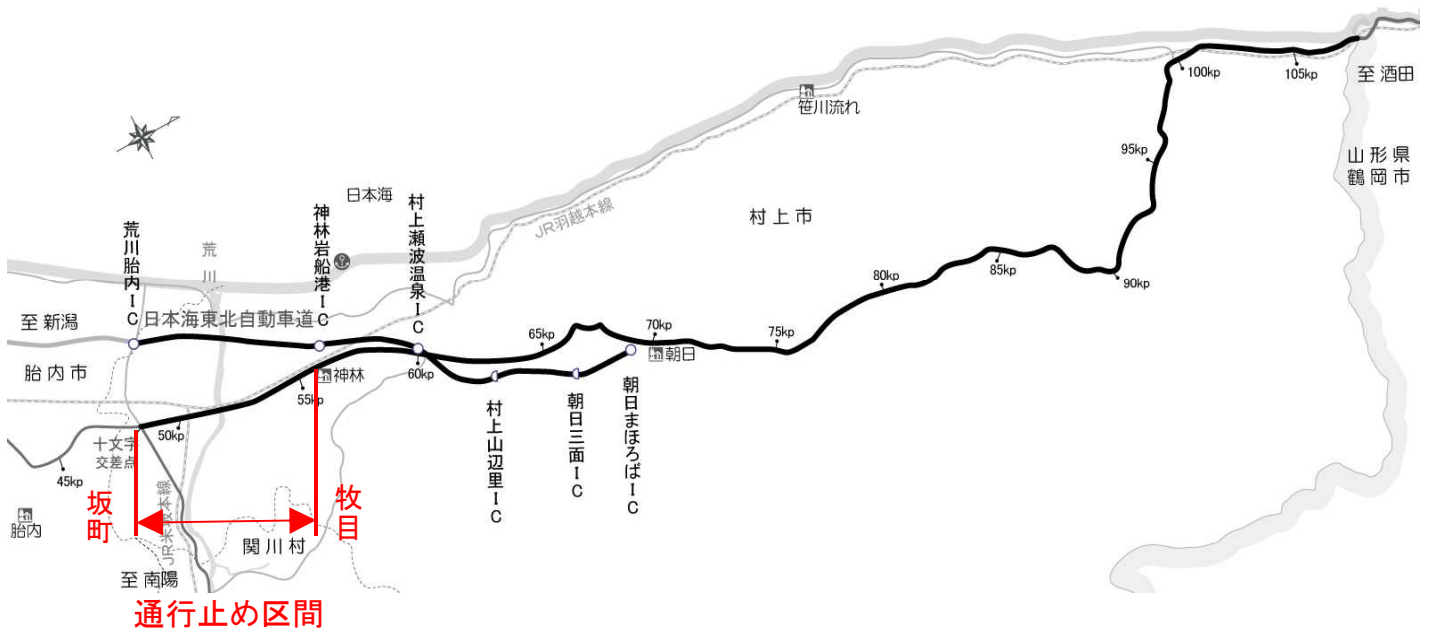 100kp
105kp
至 酒田
笹川流れ
95kp
山形県
鶴岡市
日本海
荒川胎内IC
荒川
神林岩船港IC
村上瀬波温泉IC
JR羽越本線
村上市
80kp
85kp
90kp
至 新潟
日本海東北自動車道
65kp
70kp
75kp
朝日
胎内市
60kp
神林
55kp
50kp
村上山辺里IC
朝日三面IC
朝日まほろばIC
十文字
交差点
45kp
坂町
牧目
JR米坂本線
胎内
関川村
至 南陽
通行止め区間